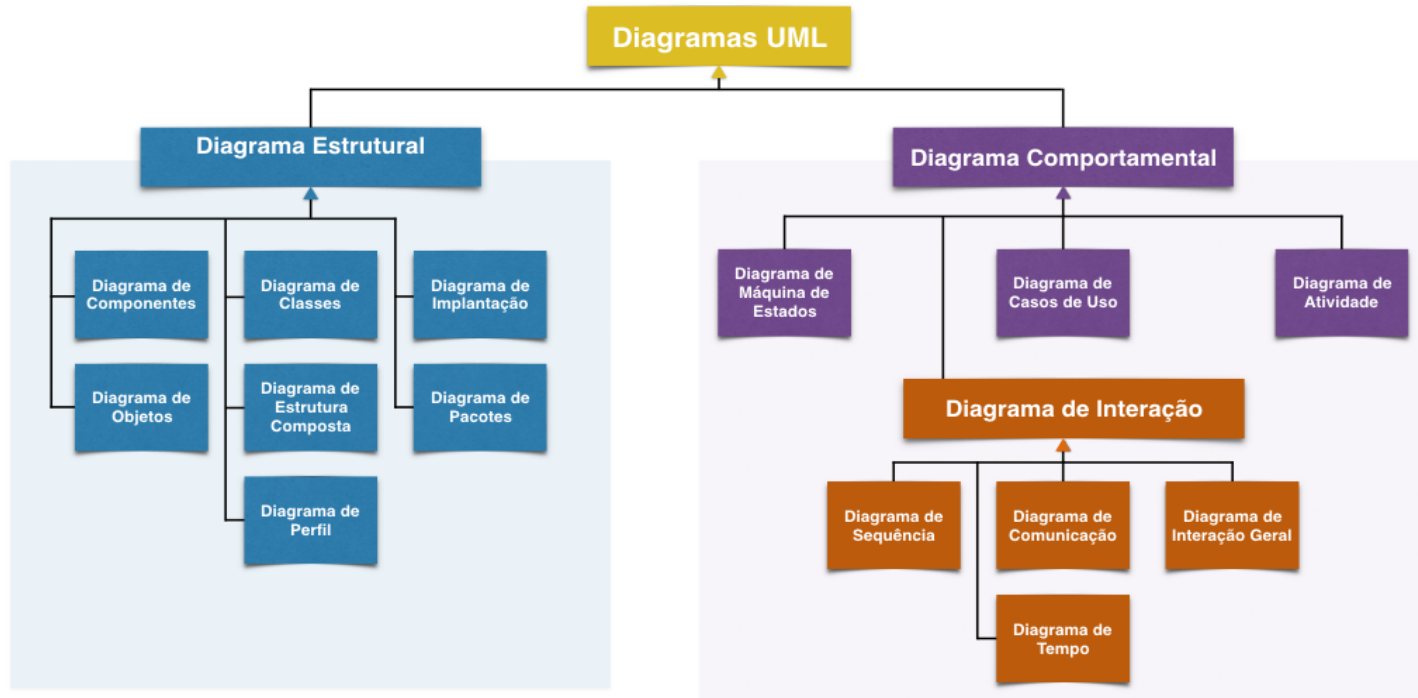 Diagramas UML
Diagrama Estrutural
Diagrama Comportamental
Diagrama de
Componentes
Diagrama de
Classes
Diagrama de
Implantação
Diagrama de
Objetos
Diagrama de
Estrutura
Composta
Diagrama de
Pacotes
Diagrama de
Perfil
Diagrama de
Máquina de
Estados
Diagrama de
Casos de Uso
Diagrama de
Atividade
Diagrama de Interação
Diagrama de
Sequência
Diagrama de
Comunicação
Diagrama de
Interação Geral
Diagrama de
Tempo